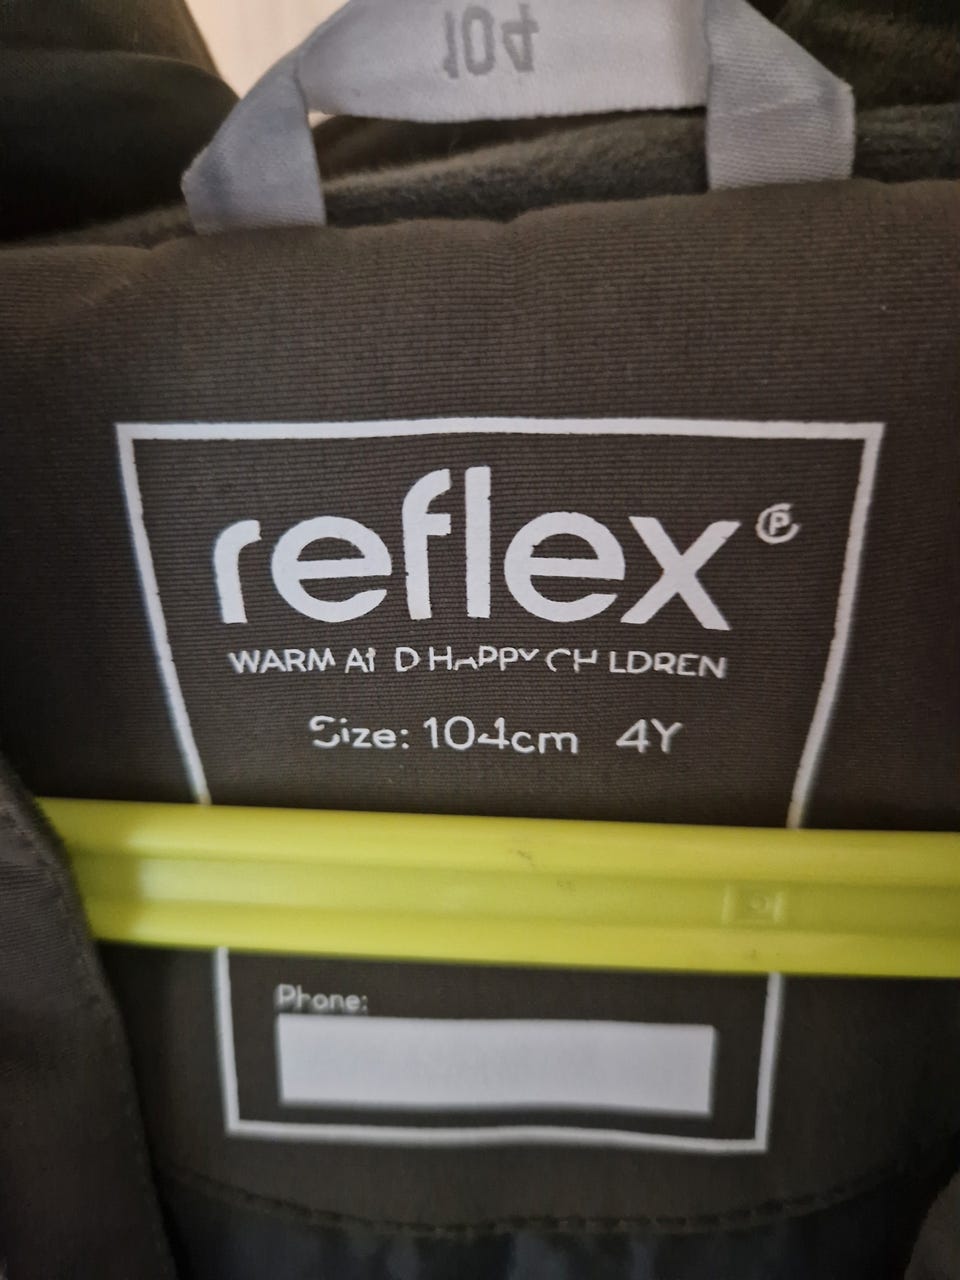 104
reflex
WARM AND HAPPY CHILDREN
Size: 104cm 4Y
Phone: